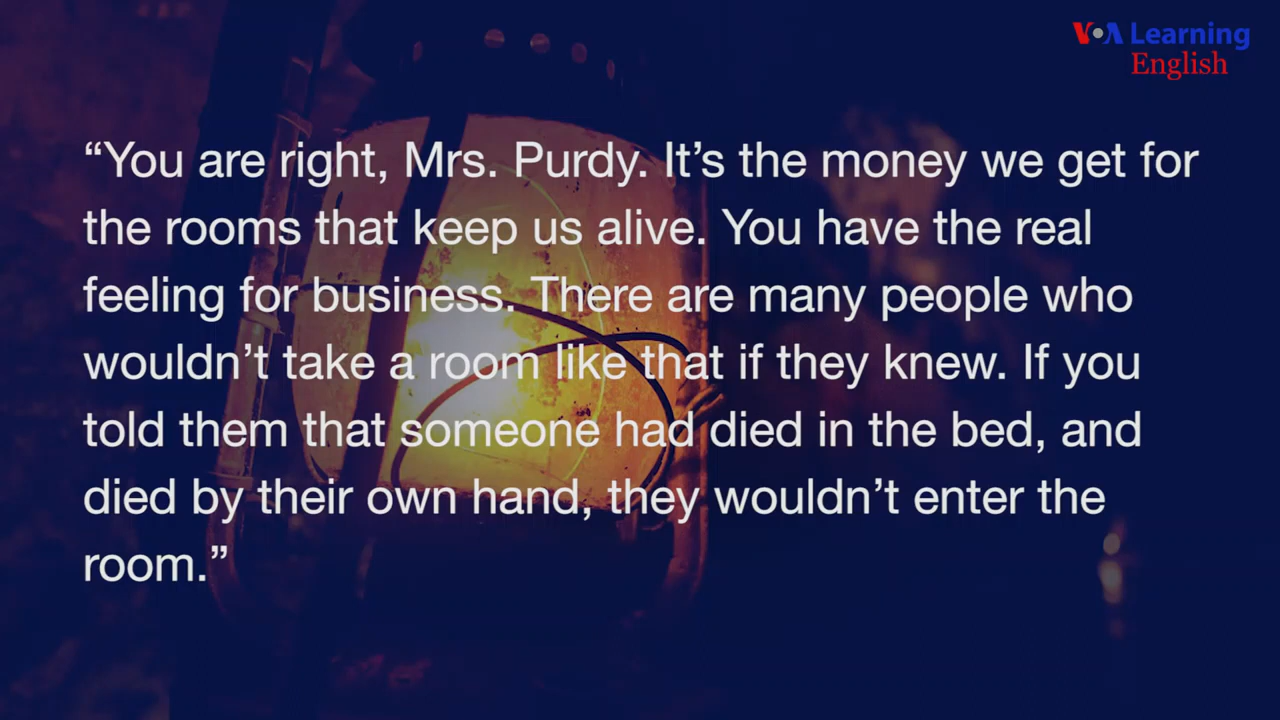 VOA Learning
English
“You are right, Mrs. Purdy. It’s the money we get for
the rooms that keep us alive. You have the real
feeling for business. There are many people who
wouldn’t take a room like that if they knew. If you
told them that someone had died in the bed, and
died by their own hand, they wouldn’t enter the
room.”